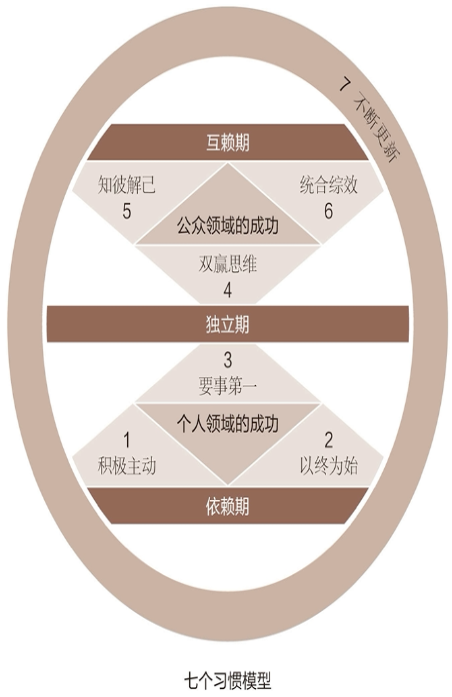 7 不断更新
互赖期
知彼解己
5
统合综效
6
公众领域的成功
双赢思维
4
独立期
3
要事第一
个人领域的成功
1
积极主动
2
以终为始
依赖期
七个习惯模型